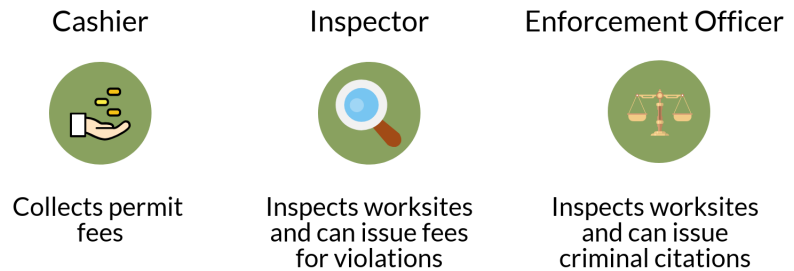 Cashier
Inspector
Enforcement Officer
Collects permit
fees
Inspects worksites
and can issue fees
for violations
Inspects worksites
and can issue
criminal citations